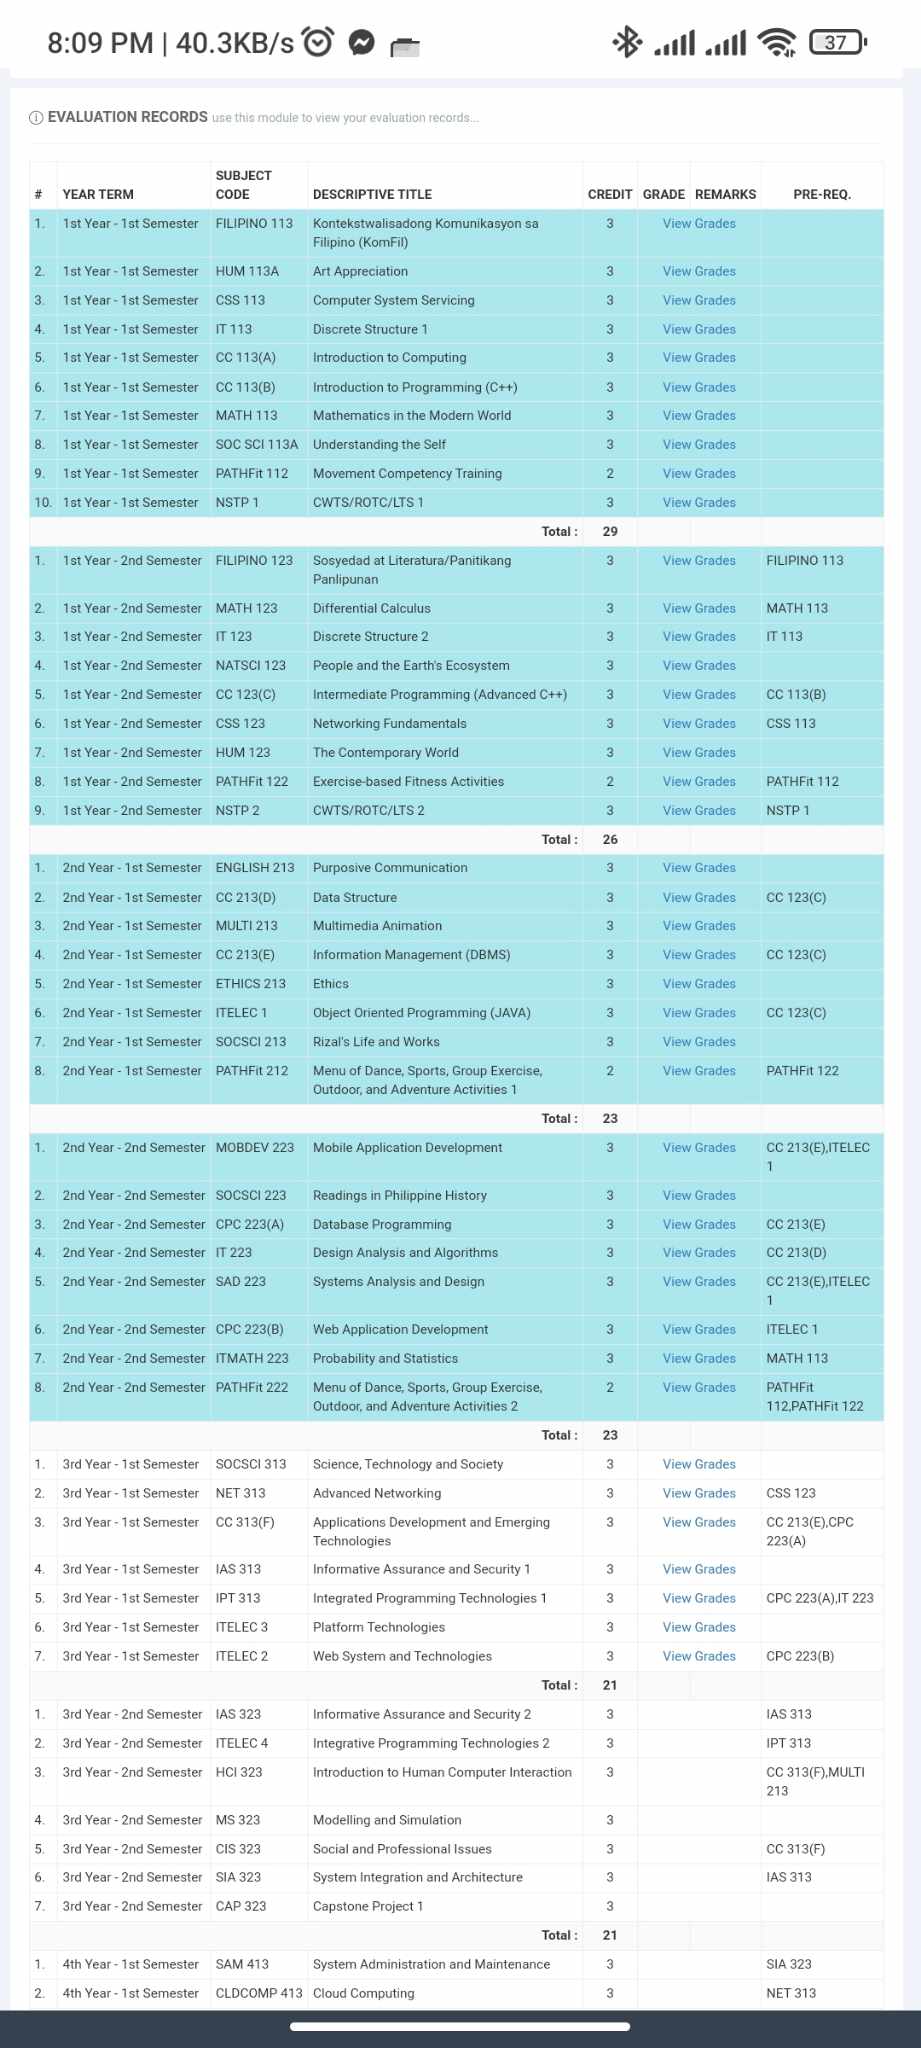 8:09 PM | 40.3KB/s 37
EVALUATION RECORDS use this module to view your evaluation records...
# YEAR TERM SUBJECT CODE DESCRIPTIVE TITLE CREDIT GRADE REMARKS PRE-REQ.
1. 1st Year - 1st Semester FILIPINO 113 Kontekstwalisadong Komunikasyon sa Filipino (KomFil) 3 View Grades
2. 1st Year - 1st Semester HUM 113A Art Appreciation 3 View Grades
3. 1st Year - 1st Semester CSS 113 Computer System Servicing 3 View Grades
4. 1st Year - 1st Semester IT 113 Discrete Structure 1 3 View Grades
5. 1st Year - 1st Semester CC 113(A) Introduction to Computing 3 View Grades
6. 1st Year - 1st Semester CC 113(B) Introduction to Programming (C++) 3 View Grades
7. 1st Year - 1st Semester MATH 113 Mathematics in the Modern World 3 View Grades
8. 1st Year - 1st Semester SOC SCI 113A Understanding the Self 3 View Grades
9. 1st Year - 1st Semester PATHFit 112 Movement Competency Training 2 View Grades
10. 1st Year - 1st Semester NSTP 1 CWTS/ROTC/LTS 1 3 View Grades
Total : 29
1. 1st Year - 2nd Semester FILIPINO 123 Sosyedad at Literatura/Panitikang Panlipunan 3 View Grades FILIPINO 113
2. 1st Year - 2nd Semester MATH 123 Differential Calculus 3 View Grades MATH 113
3. 1st Year - 2nd Semester IT 123 Discrete Structure 2 3 View Grades IT 113
4. 1st Year - 2nd Semester NATSCI 123 People and the Earth's Ecosystem 3 View Grades
5. 1st Year - 2nd Semester CC 123(C) Intermediate Programming (Advanced C++) 3 View Grades CC 113(B)
6. 1st Year - 2nd Semester CSS 123 Networking Fundamentals 3 View Grades CSS 113
7. 1st Year - 2nd Semester HUM 123 The Contemporary World 3 View Grades
8. 1st Year - 2nd Semester PATHFit 122 Exercise-based Fitness Activities 2 View Grades PATHFit 112
9. 1st Year - 2nd Semester NSTP 2 CWTS/ROTC/LTS 2 3 View Grades NSTP 1
Total : 26
1. 2nd Year - 1st Semester ENGLISH 213 Purposive Communication 3 View Grades
2. 2nd Year - 1st Semester CC 213(D) Data Structure 3 View Grades CC 123(C)
3. 2nd Year - 1st Semester MULTI 213 Multimedia Animation 3 View Grades
4. 2nd Year - 1st Semester CC 213(E) Information Management (DBMS) 3 View Grades CC 123(C)
5. 2nd Year - 1st Semester ETHICS 213 Ethics 3 View Grades
6. 2nd Year - 1st Semester ITELEC 1 Object Oriented Programming (JAVA) 3 View Grades CC 123(C)
7. 2nd Year - 1st Semester SOCSCI 213 Rizal's Life and Works 3 View Grades
8. 2nd Year - 1st Semester PATHFit 212 Menu of Dance, Sports, Group Exercise, Outdoor, and Adventure Activities 1 2 View Grades PATHFit 122
Total : 23
1. 2nd Year - 2nd Semester MOBDEV 223 Mobile Application Development 3 View Grades CC 213(E),ITELEC 1
2. 2nd Year - 2nd Semester SOCSCI 223 Readings in Philippine History 3 View Grades
3. 2nd Year - 2nd Semester CPC 223(A) Database Programming 3 View Grades CC 213(E)
4. 2nd Year - 2nd Semester IT 223 Design Analysis and Algorithms 3 View Grades CC 213(D)
5. 2nd Year - 2nd Semester SAD 223 Systems Analysis and Design 3 View Grades CC 213(E),ITELEC 1
6. 2nd Year - 2nd Semester CPC 223(B) Web Application Development 3 View Grades ITELEC 1
7. 2nd Year - 2nd Semester ITMATH 223 Probability and Statistics 3 View Grades MATH 113
8. 2nd Year - 2nd Semester PATHFit 222 Menu of Dance, Sports, Group Exercise, Outdoor, and Adventure Activities 2 2 View Grades PATHFit 112,PATHFit 122
Total : 23
1. 3rd Year - 1st Semester SOCSCI 313 Science, Technology and Society 3 View Grades
2. 3rd Year - 1st Semester NET 313 Advanced Networking 3 View Grades CSS 123
3. 3rd Year - 1st Semester CC 313(F) Applications Development and Emerging Technologies 3 View Grades CC 213(E),CPC 223(A)
4. 3rd Year - 1st Semester IAS 313 Informative Assurance and Security 1 3 View Grades
5. 3rd Year - 1st Semester IPT 313 Integrated Programming Technologies 1 3 View Grades CPC 223(A),IT 223
6. 3rd Year - 1st Semester ITELEC 3 Platform Technologies 3 View Grades
7. 3rd Year - 1st Semester ITELEC 2 Web System and Technologies 3 View Grades CPC 223(B)
Total : 21
1. 3rd Year - 2nd Semester IAS 323 Informative Assurance and Security 2 3 IAS 313
2. 3rd Year - 2nd Semester ITELEC 4 Integrative Programming Technologies 2 3 IPT 313
3. 3rd Year - 2nd Semester HCI 323 Introduction to Human Computer Interaction 3 CC 313(F),MULTI 213
4. 3rd Year - 2nd Semester MS 323 Modelling and Simulation 3
5. 3rd Year - 2nd Semester CIS 323 Social and Professional Issues 3 CC 313(F)
6. 3rd Year - 2nd Semester SIA 323 System Integration and Architecture 3 IAS 313
7. 3rd Year - 2nd Semester CAP 323 Capstone Project 1 3
Total : 21
1. 4th Year - 1st Semester SAM 413 System Administration and Maintenance 3 SIA 323
2. 4th Year - 1st Semester CLDCOMP 413 Cloud Computing 3 NET 313